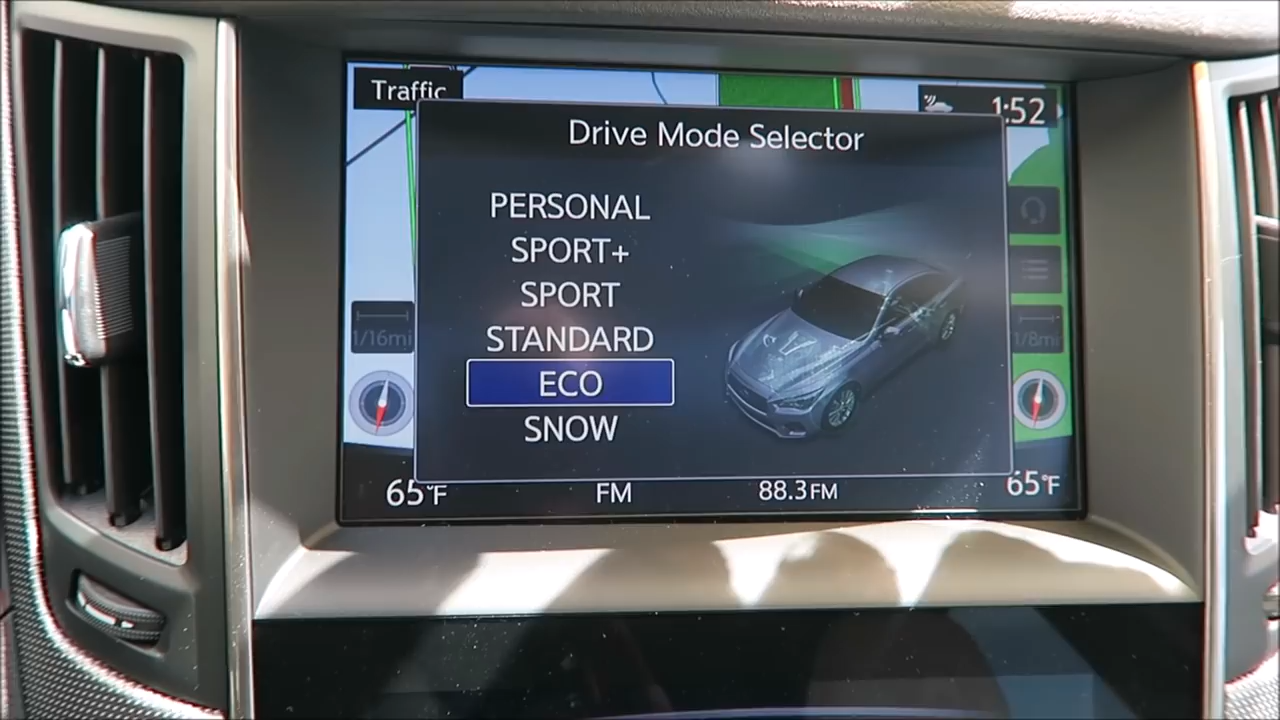 Traffic
1:52
Drive Mode Selector
PERSONAL
SPORT+
SPORT
STANDARD
ECO
SNOW
1/16mi
1/8mi
65°F
FM
88.3FM
65°F